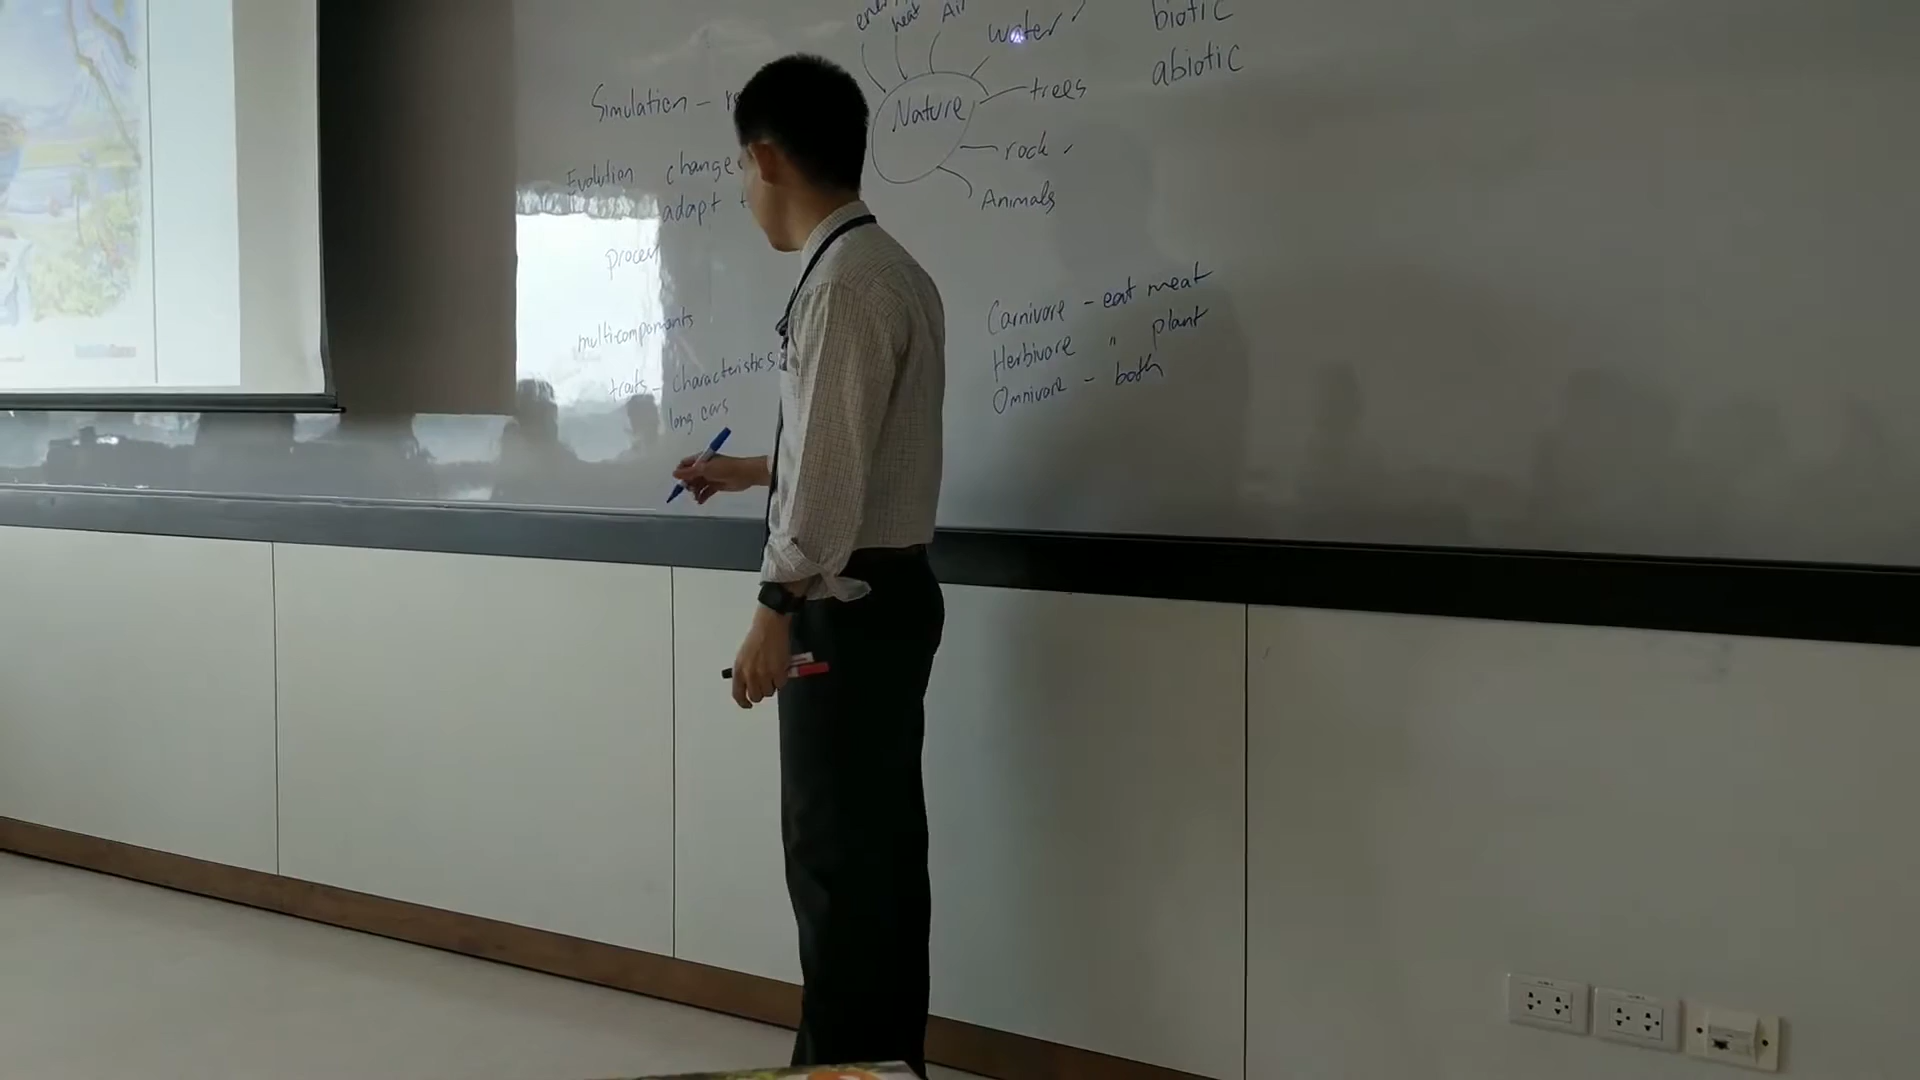 heat
Air
water
biotic
abiotic
Simulation -
Nature
trees
rock
Animals
Evolution change
adapt
process
multi-components
traits - characteristics
long ears
Carnivore - eat meat
Herbivore " plant
Omnivore - both